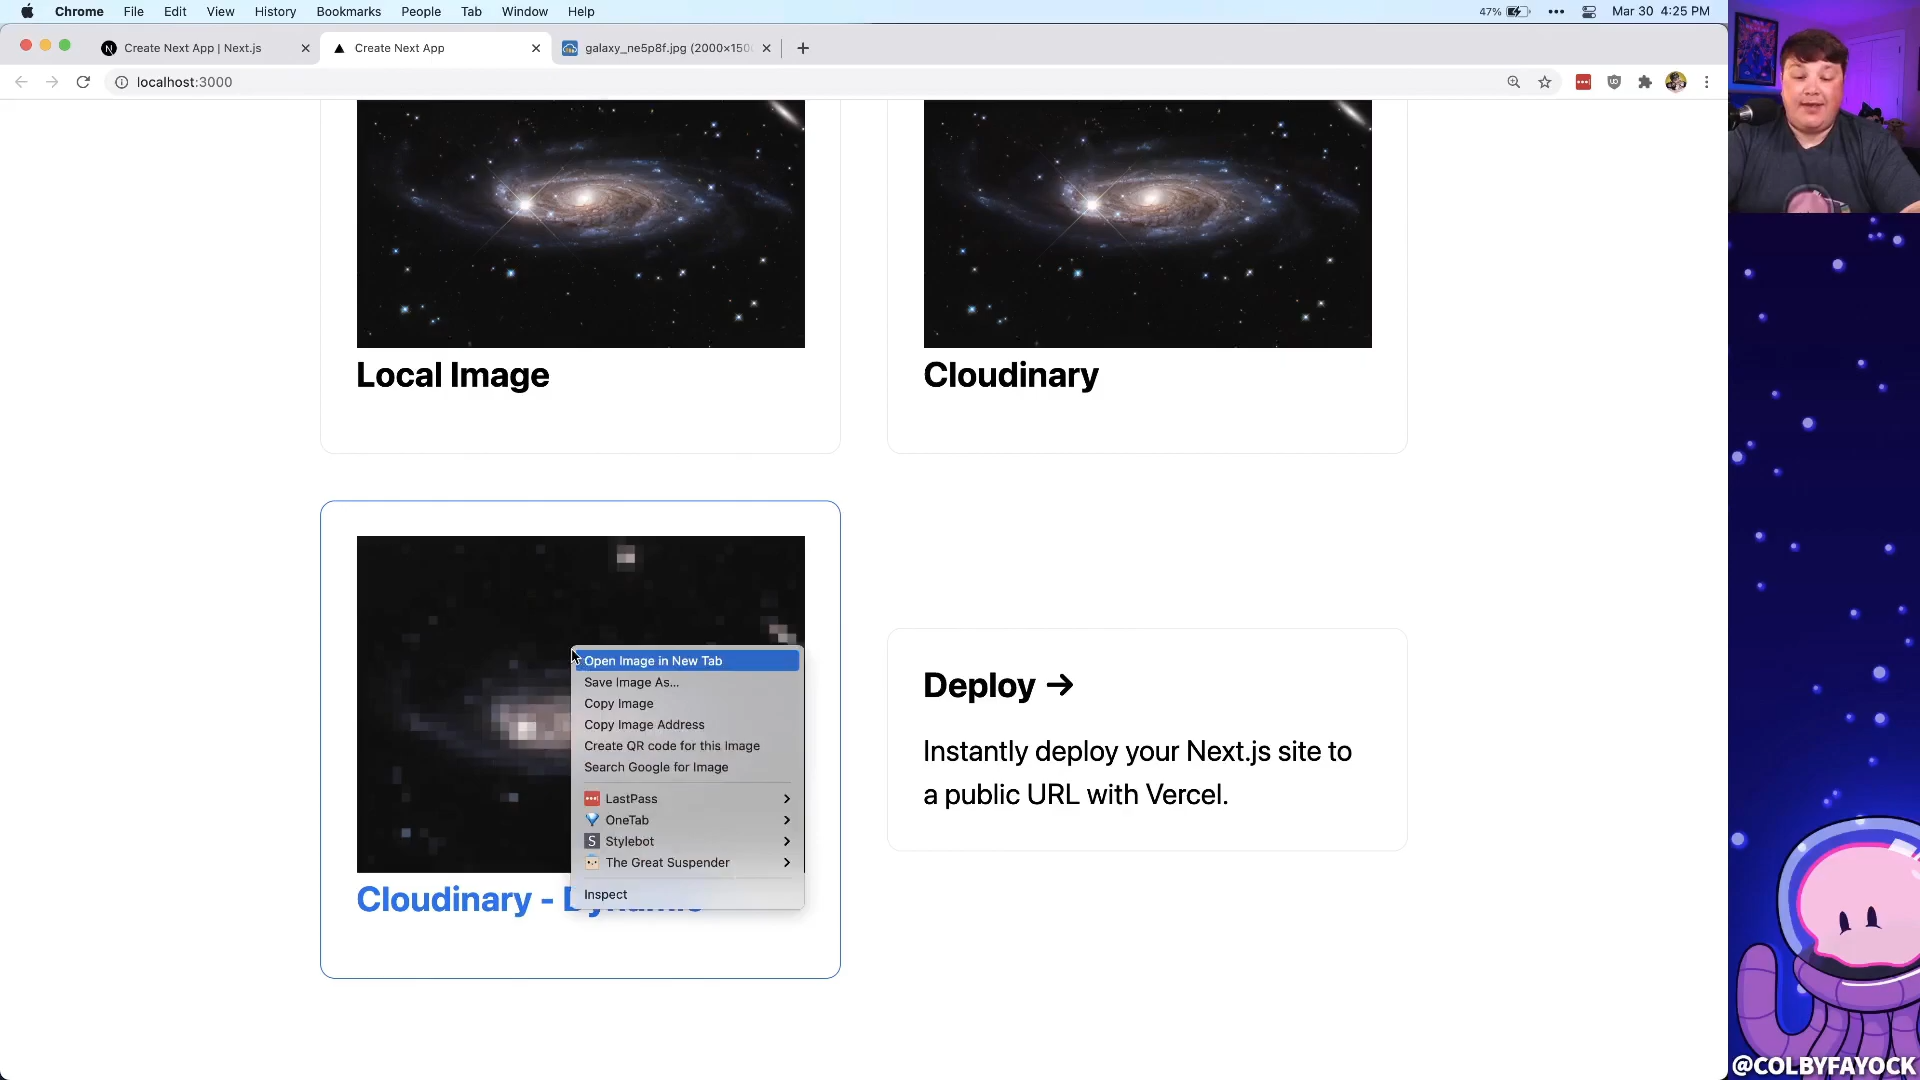 Chrome File Edit View History Bookmarks People Tab Window Help 47% Mar 30 4:25 PM
Create Next App | Next.js Create Next App galaxy_ne5p8f.jpg (2000×150
localhost:3000
Local Image
Cloudinary
Open Image in New Tab
Save Image As...
Copy Image
Copy Image Address
Create QR code for this Image
Search Google for Image
LastPass
OneTab
Stylebot
The Great Suspender
Inspect
Cloudinary -
Deploy →
Instantly deploy your Next.js site to
a public URL with Vercel.
@COLBYFAYOCK